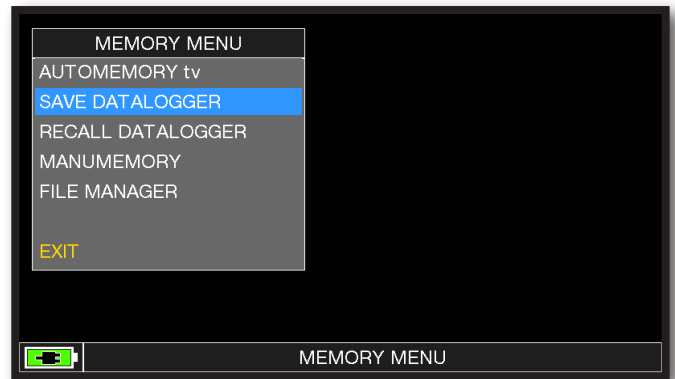 MEMORY MENU
AUTOMEMORY tv
SAVE DATALOGGER
RECALL DATALOGGER
MANUMEMORY
FILE MANAGER
EXIT
MEMORY MENU